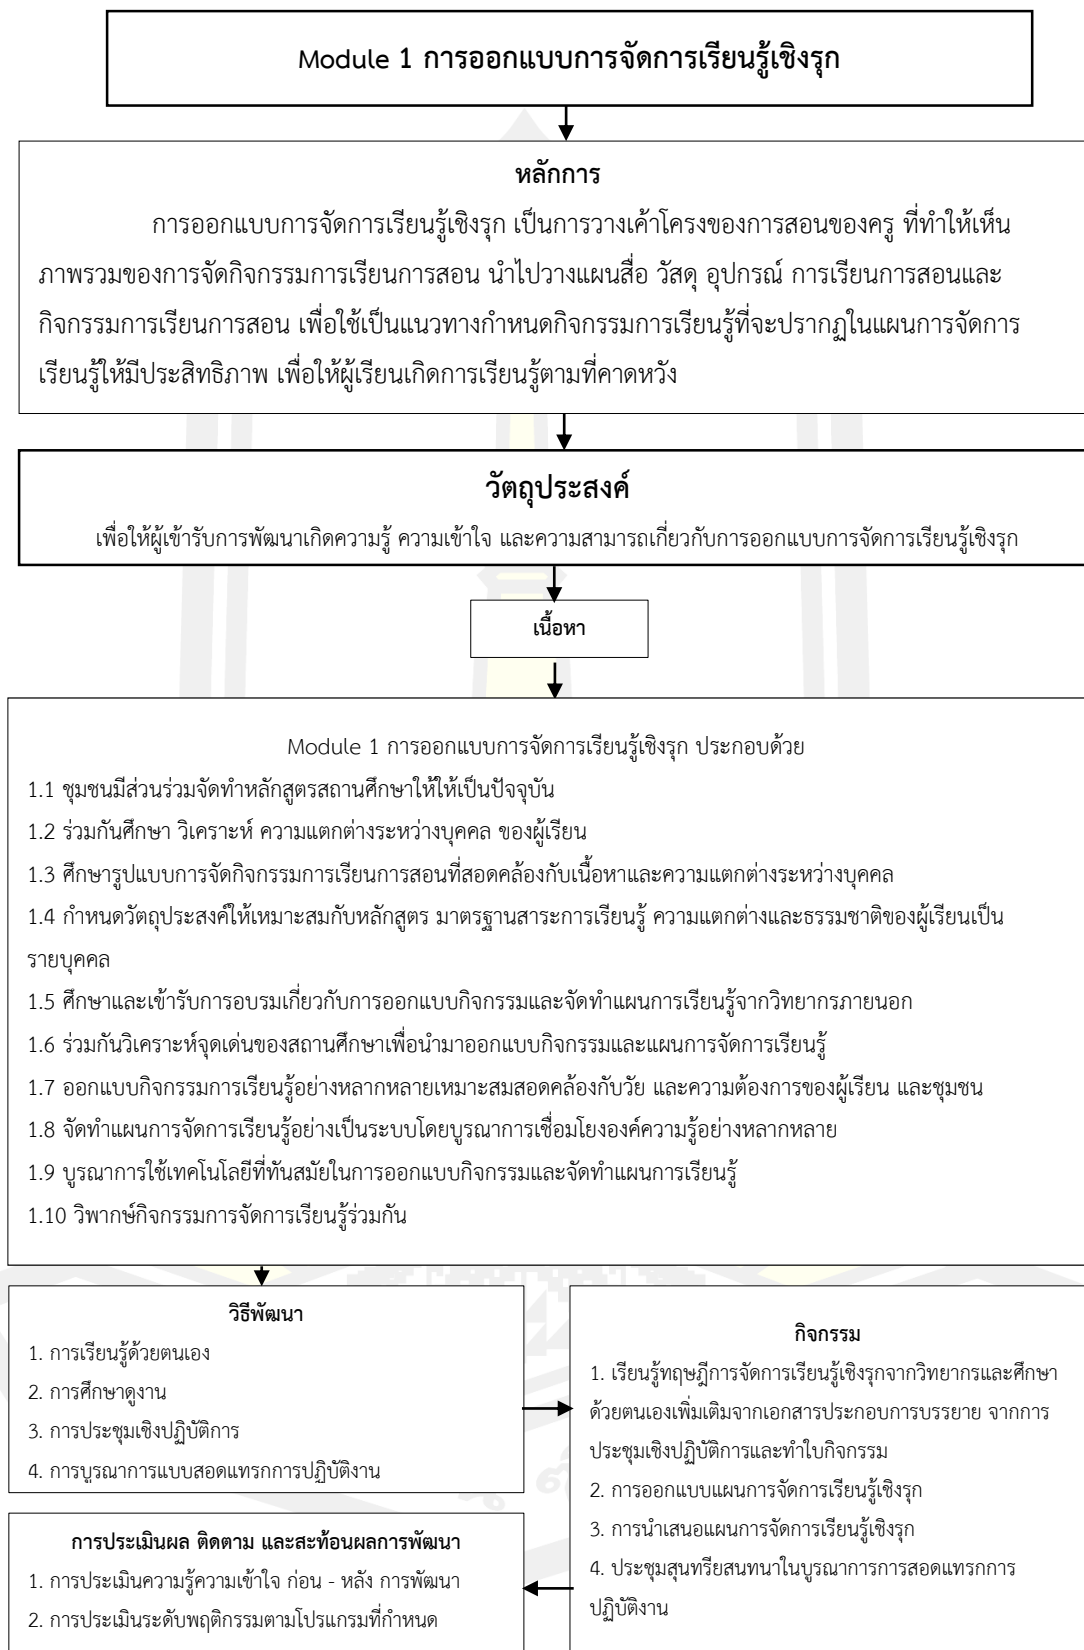 Module 1 การออกแบบการจัดการเรียนรู้เชิงรุก
หลักการ
การออกแบบการจัดการเรียนรู้เชิงรุก เป็นการวางเค้าโครงของการสอนของครู ที่ทำให้เห็น
ภาพรวมของการจัดกิจกรรมการเรียนการสอน นำไปวางแผนสื่อ วัสดุ อุปกรณ์ การเรียนการสอนและ
กิจกรรมการเรียนการสอน เพื่อใช้เป็นแนวทางกำหนดกิจกรรมการเรียนรู้ที่จะปรากฏในแผนการจัดการ
เรียนรู้ให้มีประสิทธิภาพ เพื่อให้ผู้เรียนเกิดการเรียนรู้ตามที่คาดหวัง
วัตถุประสงค์
เพื่อให้ผู้เข้ารับการพัฒนาเกิดความรู้ ความเข้าใจ และความสามารถเกี่ยวกับการออกแบบการจัดการเรียนรู้เชิงรุก
เนื้อหา
Module 1 การออกแบบการจัดการเรียนรู้เชิงรุก ประกอบด้วย
1.1 ชุมชนมีส่วนร่วมจัดทำหลักสูตรสถานศึกษาให้ให้เป็นปัจจุบัน
1.2 ร่วมกันศึกษา วิเคราะห์ ความแตกต่างระหว่างบุคคล ของผู้เรียน
1.3 ศึกษารูปแบบการจัดกิจกรรมการเรียนการสอนที่สอดคล้องกับเนื้อหาและความแตกต่างระหว่างบุคคล
1.4 กำหนดวัตถุประสงค์ให้เหมาะสมกับหลักสูตร มาตรฐานสาระการเรียนรู้ ความแตกต่างและธรรมชาติของผู้เรียนเป็น
รายบุคคล
1.5 ศึกษาและเข้ารับการอบรมเกี่ยวกับการออกแบบกิจกรรมและจัดทำแผนการเรียนรู้จากวิทยากรภายนอก
1.6 ร่วมกันวิเคราะห์จุดเด่นของสถานศึกษาเพื่อนำมาออกแบบกิจกรรมและแผนการจัดการเรียนรู้
1.7 ออกแบบกิจกรรมการเรียนรู้อย่างหลากหลายเหมาะสมสอดคล้องกับวัย และความต้องการของผู้เรียน และชุมชน
1.8 จัดทำแผนการจัดการเรียนรู้อย่างเป็นระบบโดยบูรณาการเชื่อมโยงองค์ความรู้อย่างหลากหลาย
1.9 บูรณาการใช้เทคโนโลยีที่ทันสมัยในการออกแบบกิจกรรมและจัดทำแผนการเรียนรู้
1.10 วิพากษ์กิจกรรมการจัดการเรียนรู้ร่วมกัน
วิธีพัฒนา
1. การเรียนรู้ด้วยตนเอง
2. การศึกษาดูงาน
3. การประชุมเชิงปฏิบัติการ
4. การบูรณาการแบบสอดแทรกการปฏิบัติงาน
กิจกรรม
1. เรียนรู้ทฤษฎีการจัดการเรียนรู้เชิงรุกจากวิทยากรและศึกษา
ด้วยตนเองเพิ่มเติมจากเอกสารประกอบการบรรยาย จากการ
ประชุมเชิงปฏิบัติการและทำใบกิจกรรม
2. การออกแบบแผนการจัดการเรียนรู้เชิงรุก
3. การนำเสนอแผนการจัดการเรียนรู้เชิงรุก
4. ประชุมสุนทรียสนทนาในบูรณาการการสอดแทรกการ
ปฏิบัติงาน
การประเมินผล ติดตาม และสะท้อนผลการพัฒนา
1. การประเมินความรู้ความเข้าใจ ก่อน - หลัง การพัฒนา
2. การประเมินระดับพฤติกรรมตามโปรแกรมที่กำหนด